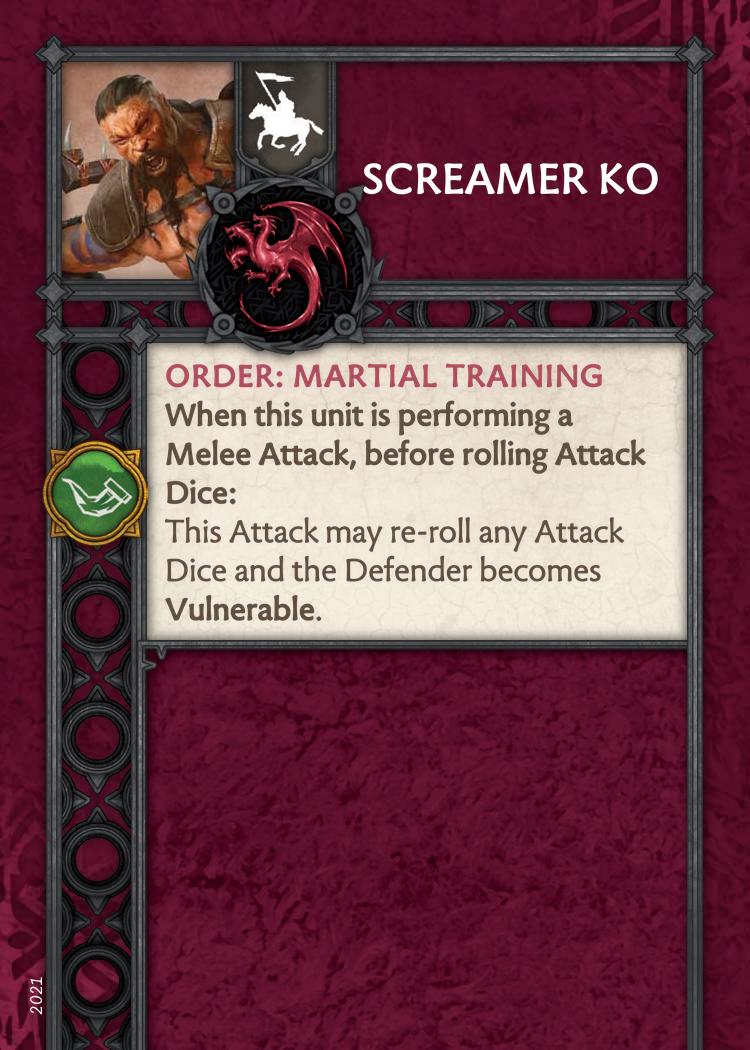 SCREAMER KO
ORDER: MARTIAL TRAINING
When this unit is performing a
Melee Attack, before rolling Attack
Dice:
This Attack may re-roll any Attack
Dice and the Defender becomes
Vulnerable.
2021